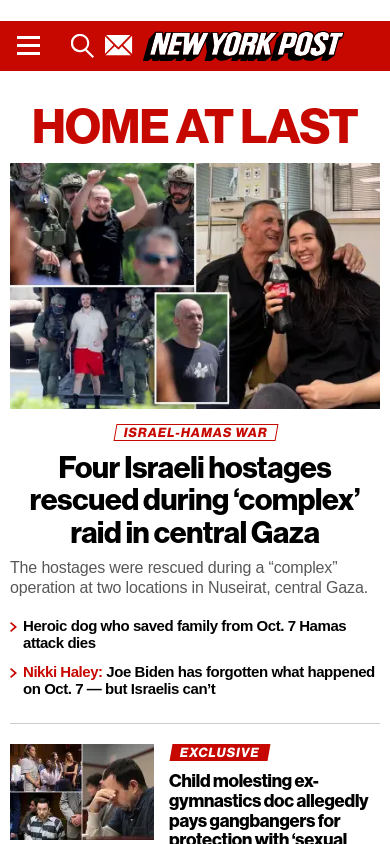 NEW YORK POST
HOME AT LAST
ISRAEL-HAMAS WAR
Four Israeli hostages
rescued during ‘complex’
raid in central Gaza
The hostages were rescued during a “complex”
operation at two locations in Nuseirat, central Gaza.
Heroic dog who saved family from Oct. 7 Hamas
attack dies
Nikki Haley: Joe Biden has forgotten what happened
on Oct. 7 — but Israelis can’t
EXCLUSIVE
Child molesting ex-
gymnastics doc allegedly
pays gangbangers for
protection with ‘sexual